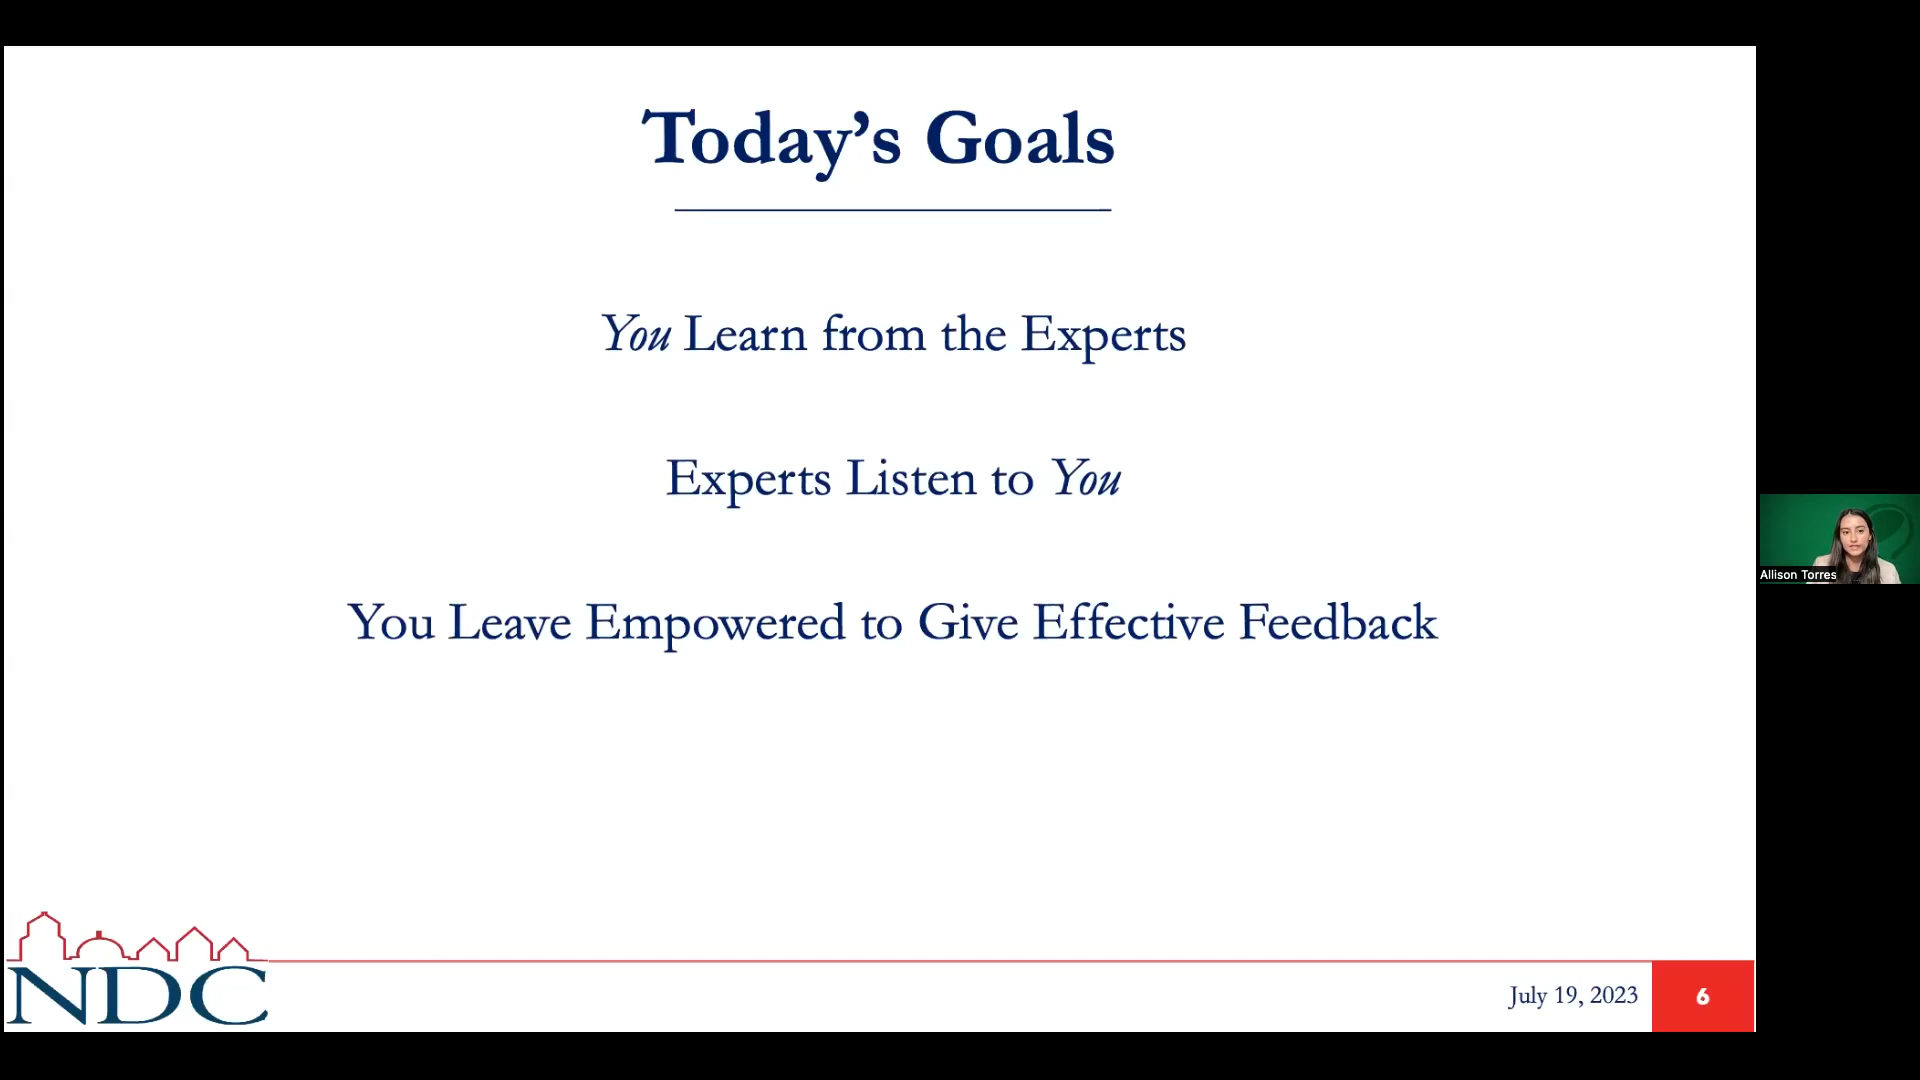 Today’s Goals
You Learn from the Experts
Experts Listen to You
You Leave Empowered to Give Effective Feedback
Allison Torres
NDC
July 19, 2023
6